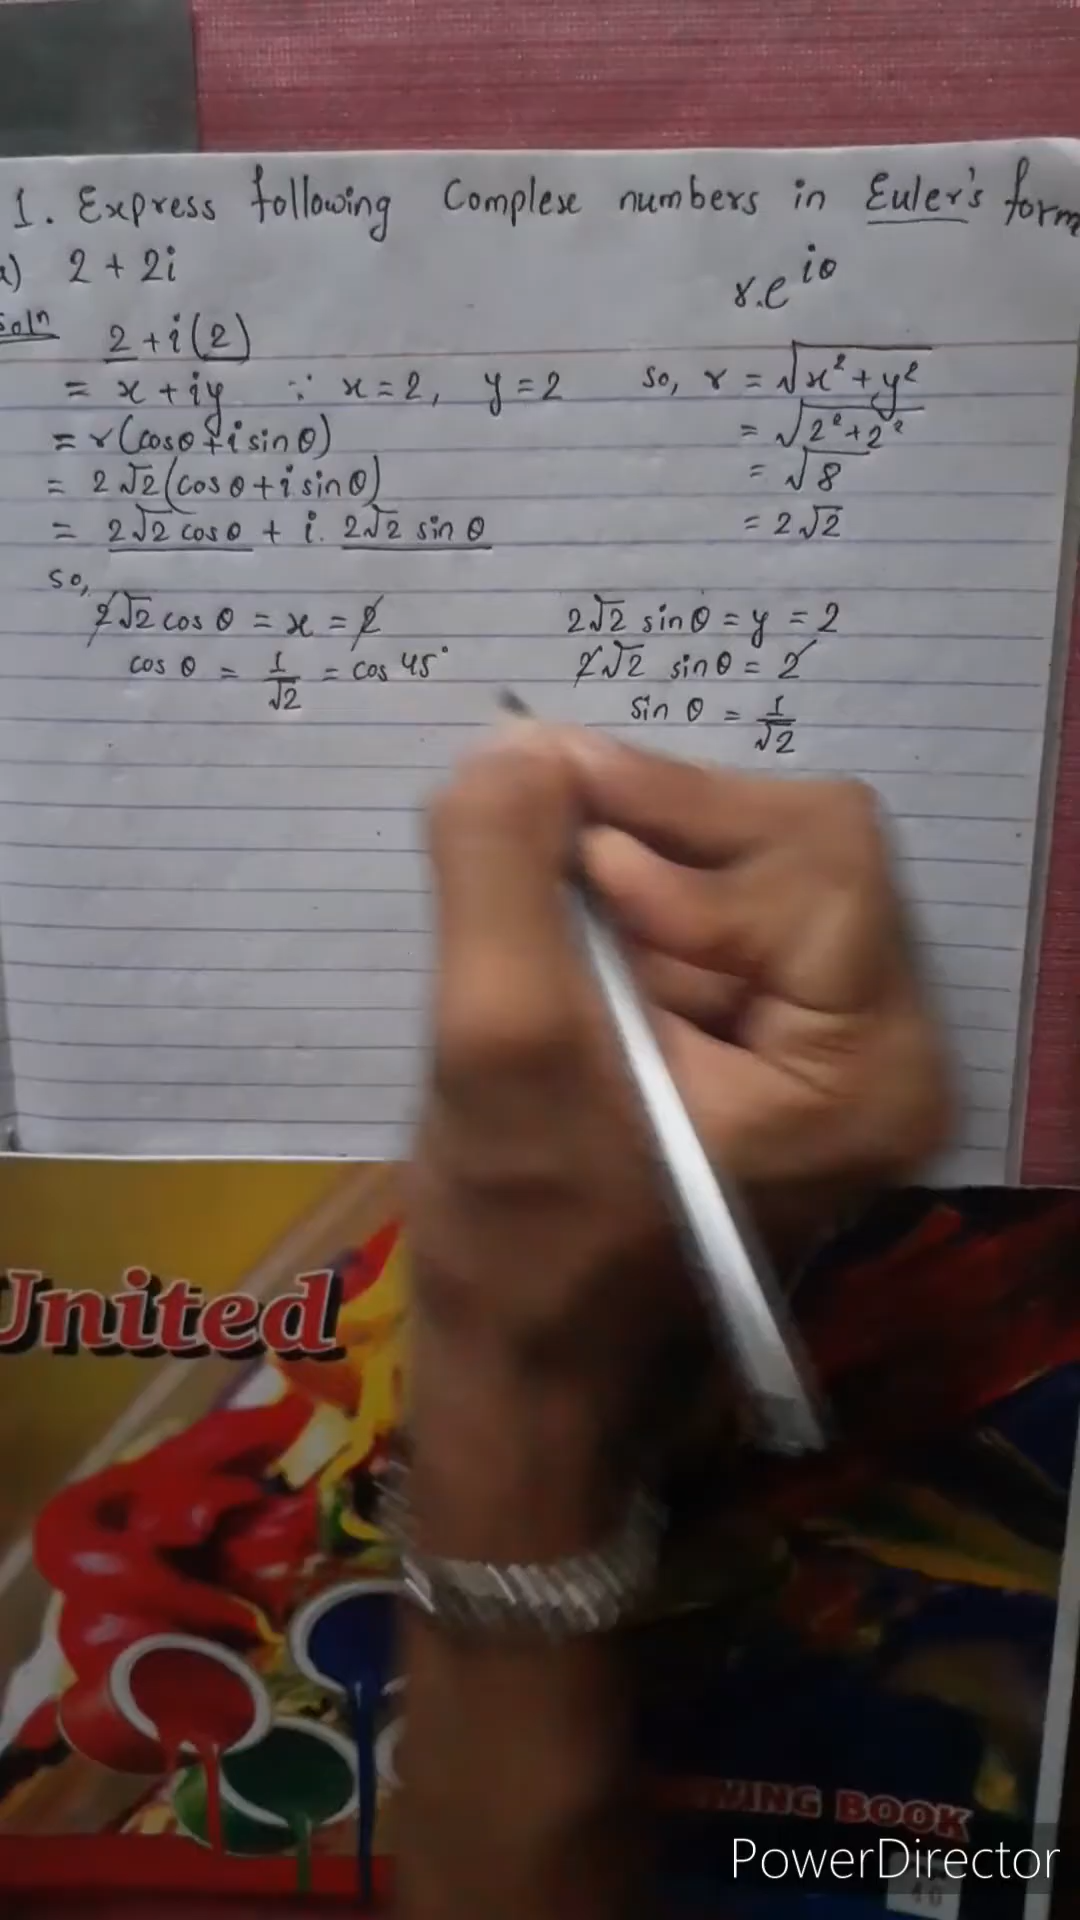 1. Express following Complex numbers in Euler's form
a) 2 + 2i
r.e^iθ
Soln
2 + i(2)
= x + iy ∵ x = 2, y = 2
so, r = √x² + y²
= r(cosθ + i sinθ)
= √2² + 2²
= 2√2(cosθ + i sinθ)
= √8
= 2√2 cosθ + i. 2√2 sinθ
= 2√2
so,
2√2 cosθ = x = 2
2√2 sinθ = y = 2
cosθ = 1/√2 = cos 45°
2√2 sinθ = 2
sinθ = 1/√2
United
BOOK
PowerDirector